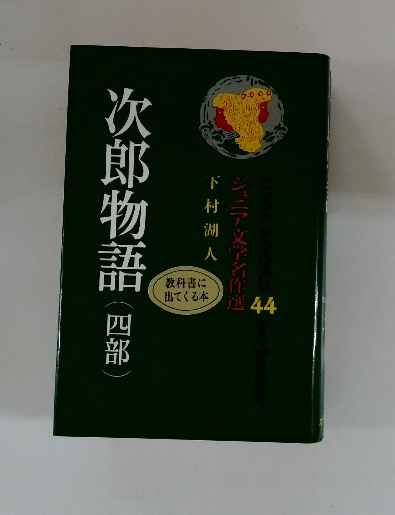 次郎物語（四部）
下村湖人
ジュニア文学名作選
44
教科書に
出てくる本